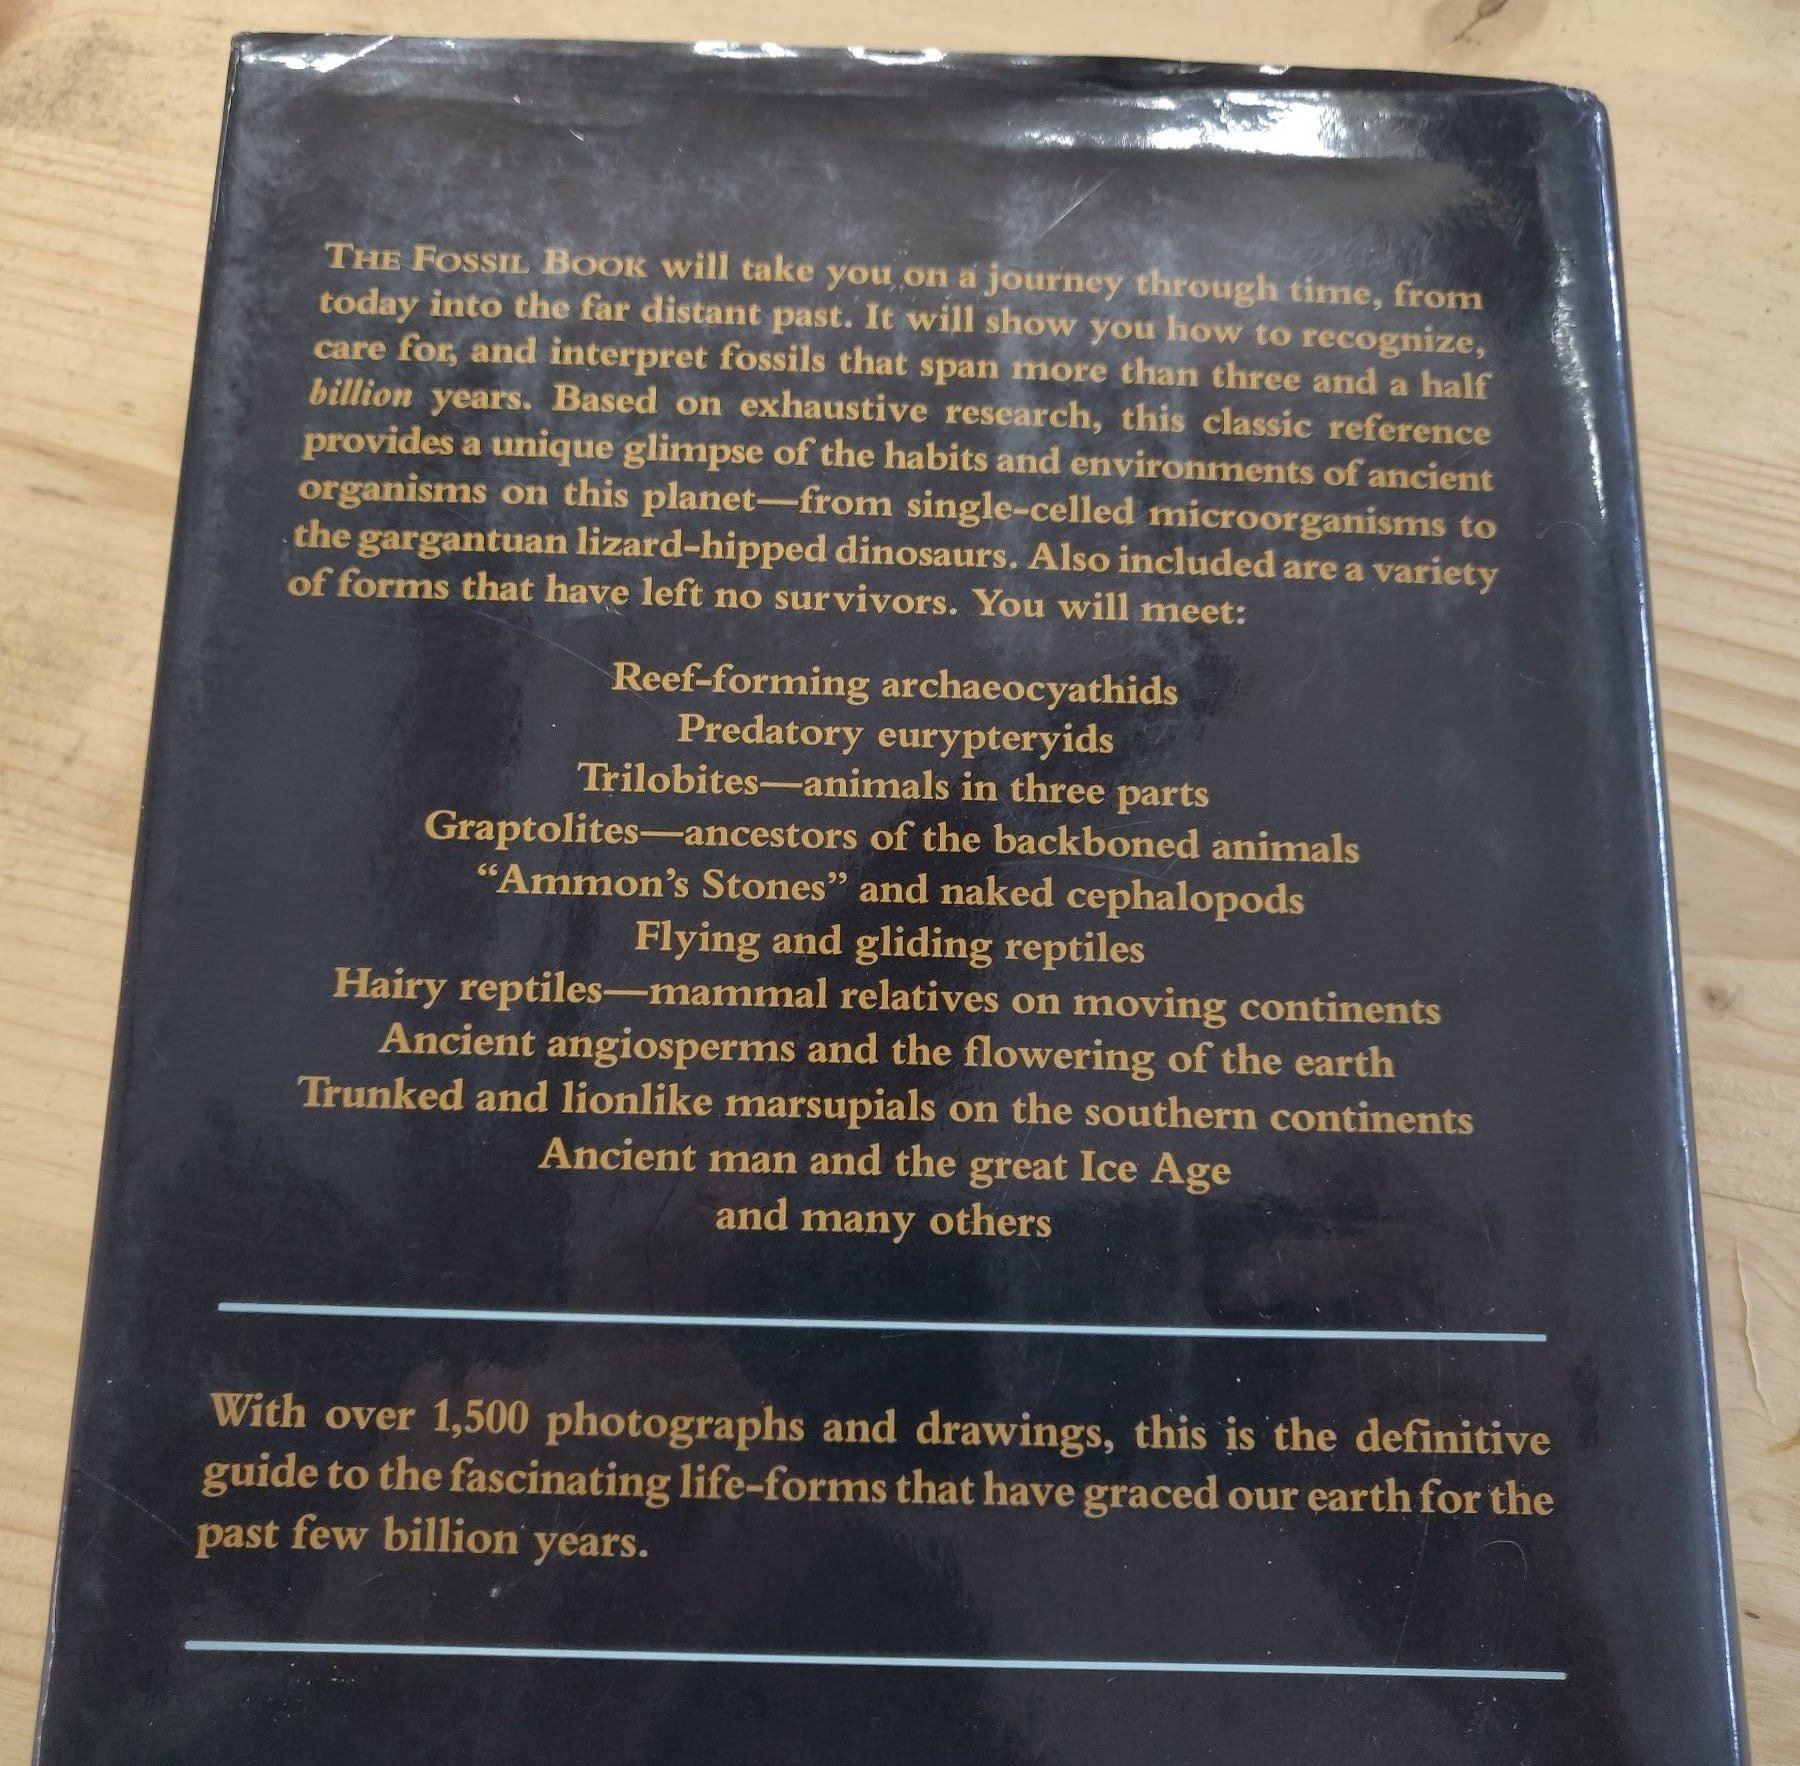 THE FOSSIL BOOK will take you on a journey through time, from
today into the far distant past. It will show you how to recognize,
care for, and interpret fossils that span more than three and a half
billion years. Based on exhaustive research, this classic reference
provides a unique glimpse of the habits and environments of ancient
organisms on this planet—from single-celled microorganisms to
the gargantuan lizard-hipped dinosaurs. Also included are a variety
of forms that have left no survivors. You will meet:
Reef-forming archaeocyathids
Predatory eurypteryids
Trilobites—animals in three parts
Graptolites—ancestors of the backboned animals
“Ammon’s Stones” and naked cephalopods
Flying and gliding reptiles
Hairy reptiles—mammal relatives on moving continents
Ancient angiosperms and the flowering of the earth
Trunked and lionlike marsupials on the southern continents
Ancient man and the great Ice Age
and many others
With over 1,500 photographs and drawings, this is the definitive
guide to the fascinating life-forms that have graced our earth for the
past few billion years.